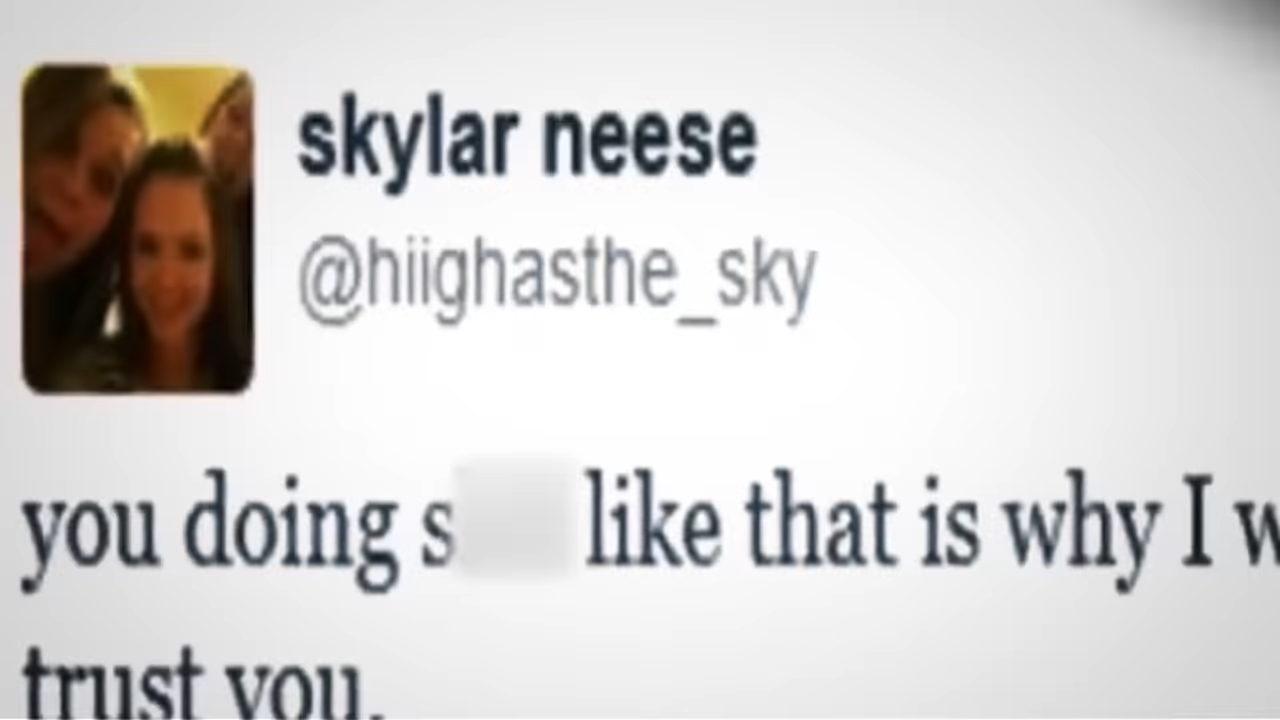 skylar neese
@hiighasthe_sky
you doing s like that is why I w
trust you.